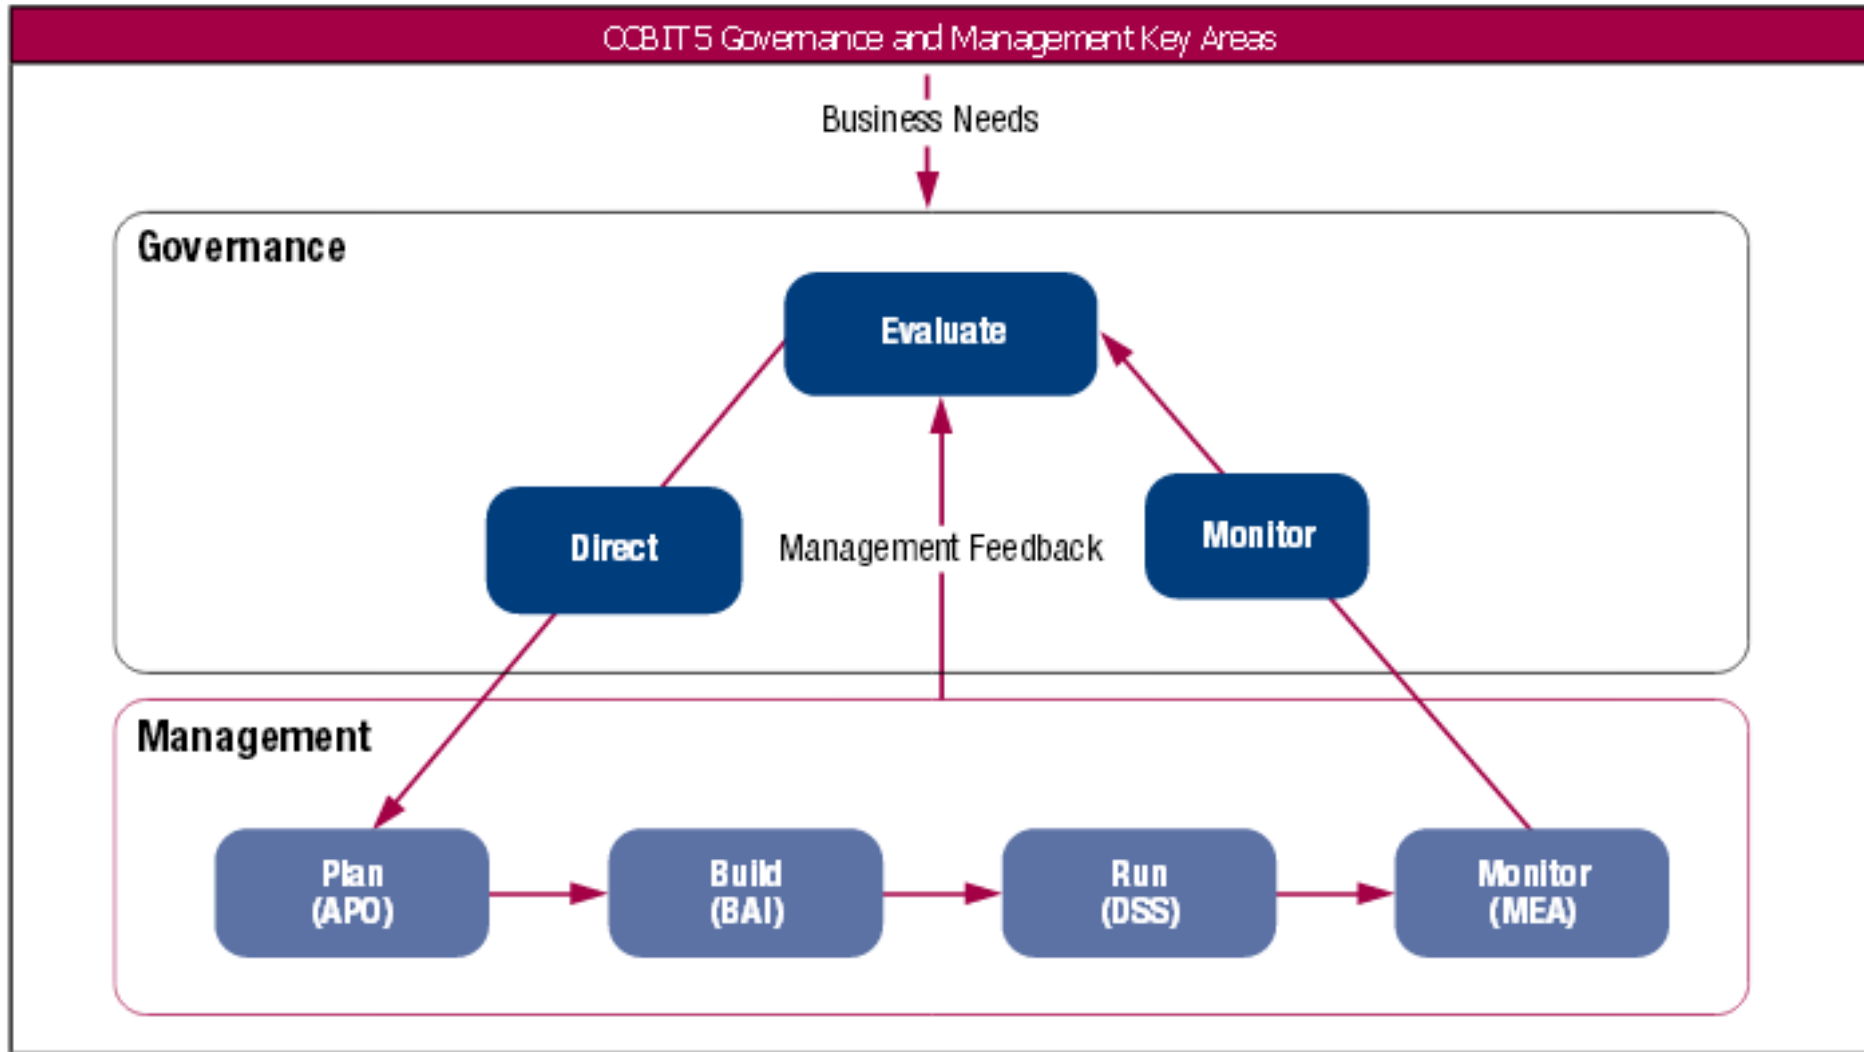 COBIT 5 Governance and Management Key Areas
Business Needs
Governance
Evaluate
Direct
Management Feedback
Monitor
Management
Plan
(APO)
Build
(BAI)
Run
(DSS)
Monitor
(MEA)